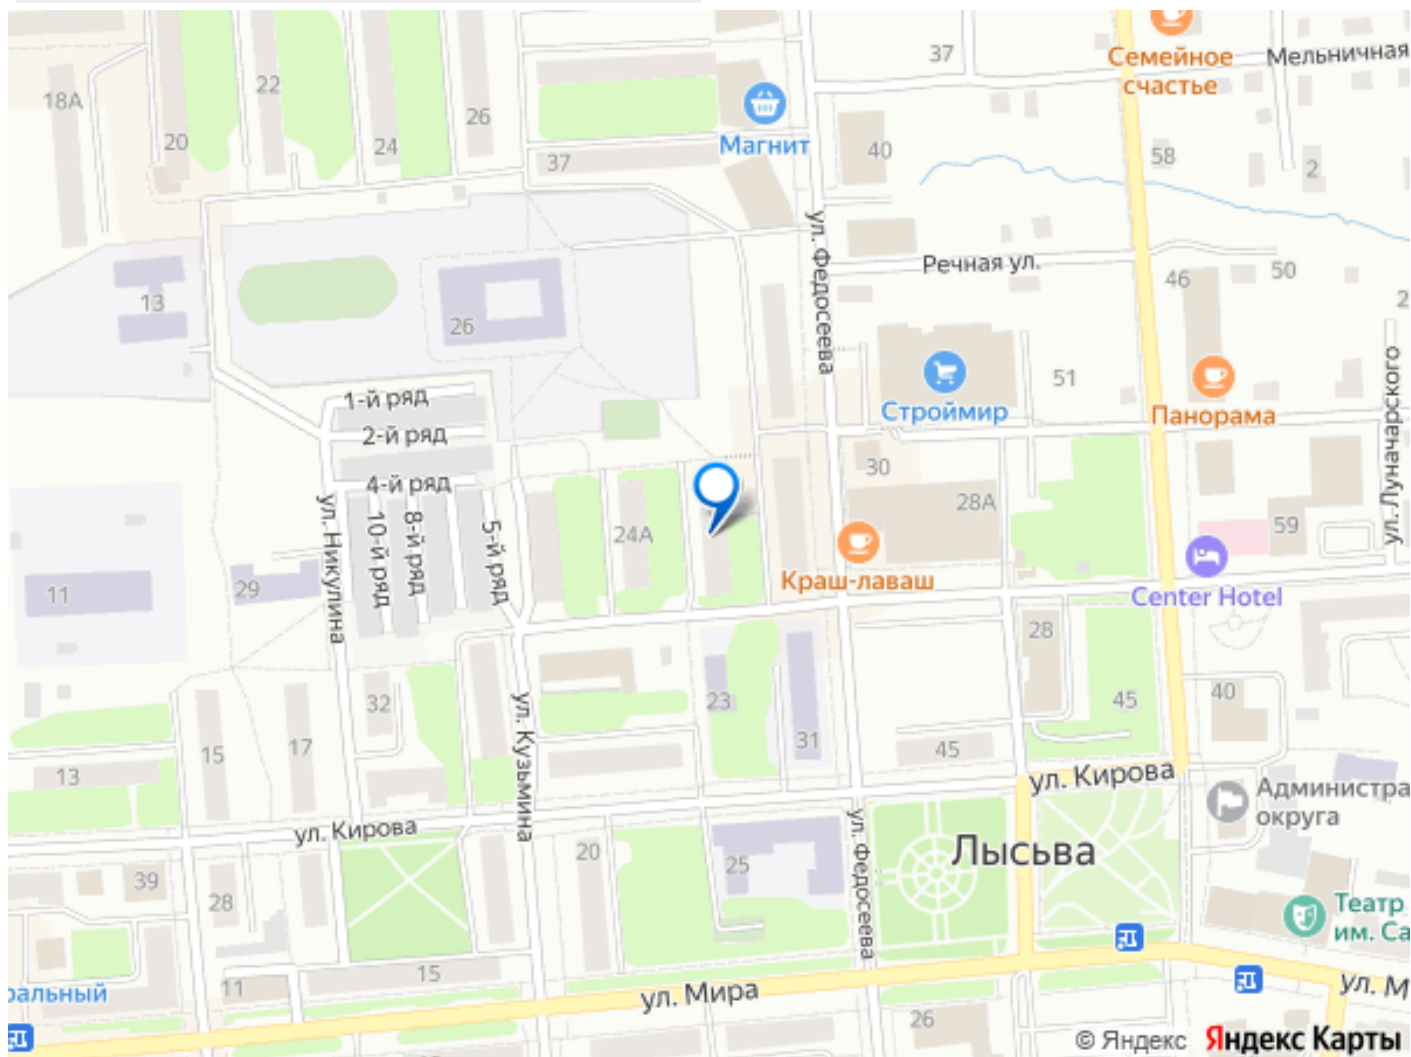 37
Семейное
счастье
Мельничная
18А
22
20
24
26
Магнит
37
40
58
2
ул. Федосеева
Речная ул.
46
50
2
13
26
Строймир
51
Панорама
ул. Луначарского
1-й ряд
2-й ряд
4-й ряд
10-й ряд
8-й ряд
5-й ряд
ул. Никулина
24А
30
28А
59
Краш-лаваш
Center Hotel
11
29
28
32
23
31
45
40
15
17
13
ул. Кузьмина
45
ул. Кирова
Администра
округа
ул. Кирова
ул. Федосеева
Лысьва
20
25
39
28
Театр
им. Са
15
11
ральный
ул. Мира
ул. М
26
© Яндекс Яндекс Карты